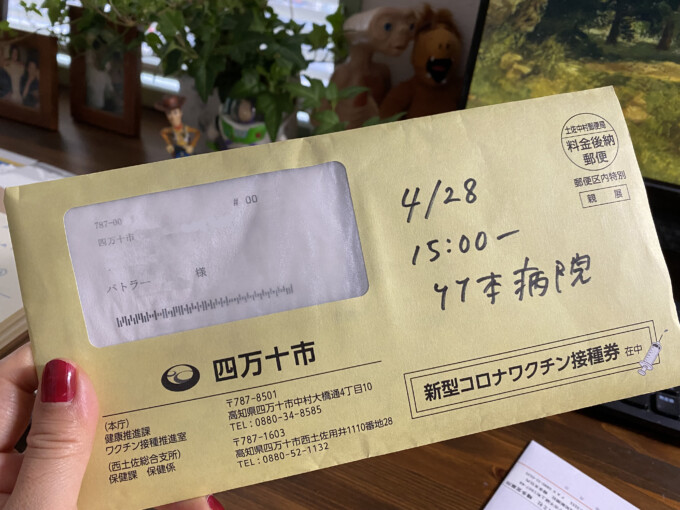 土佐中村郵便局
料金後納
郵便
郵便区内特別
親展
# 00
787-00
四万十市
バトラー 様
4/28
15:00ー
竹本病院
四万十市
新型コロナワクチン接種券 在中
(本庁)
健康推進課
ワクチン接種推進室
〒787-8501
高知県四万十市中村大橋通4丁目10
TEL:0880-34-8585
(西土佐総合支所)
保健課 保健係
〒787-1603
高知県四万十市西土佐用井1110番地28
TEL:0880-52-1132